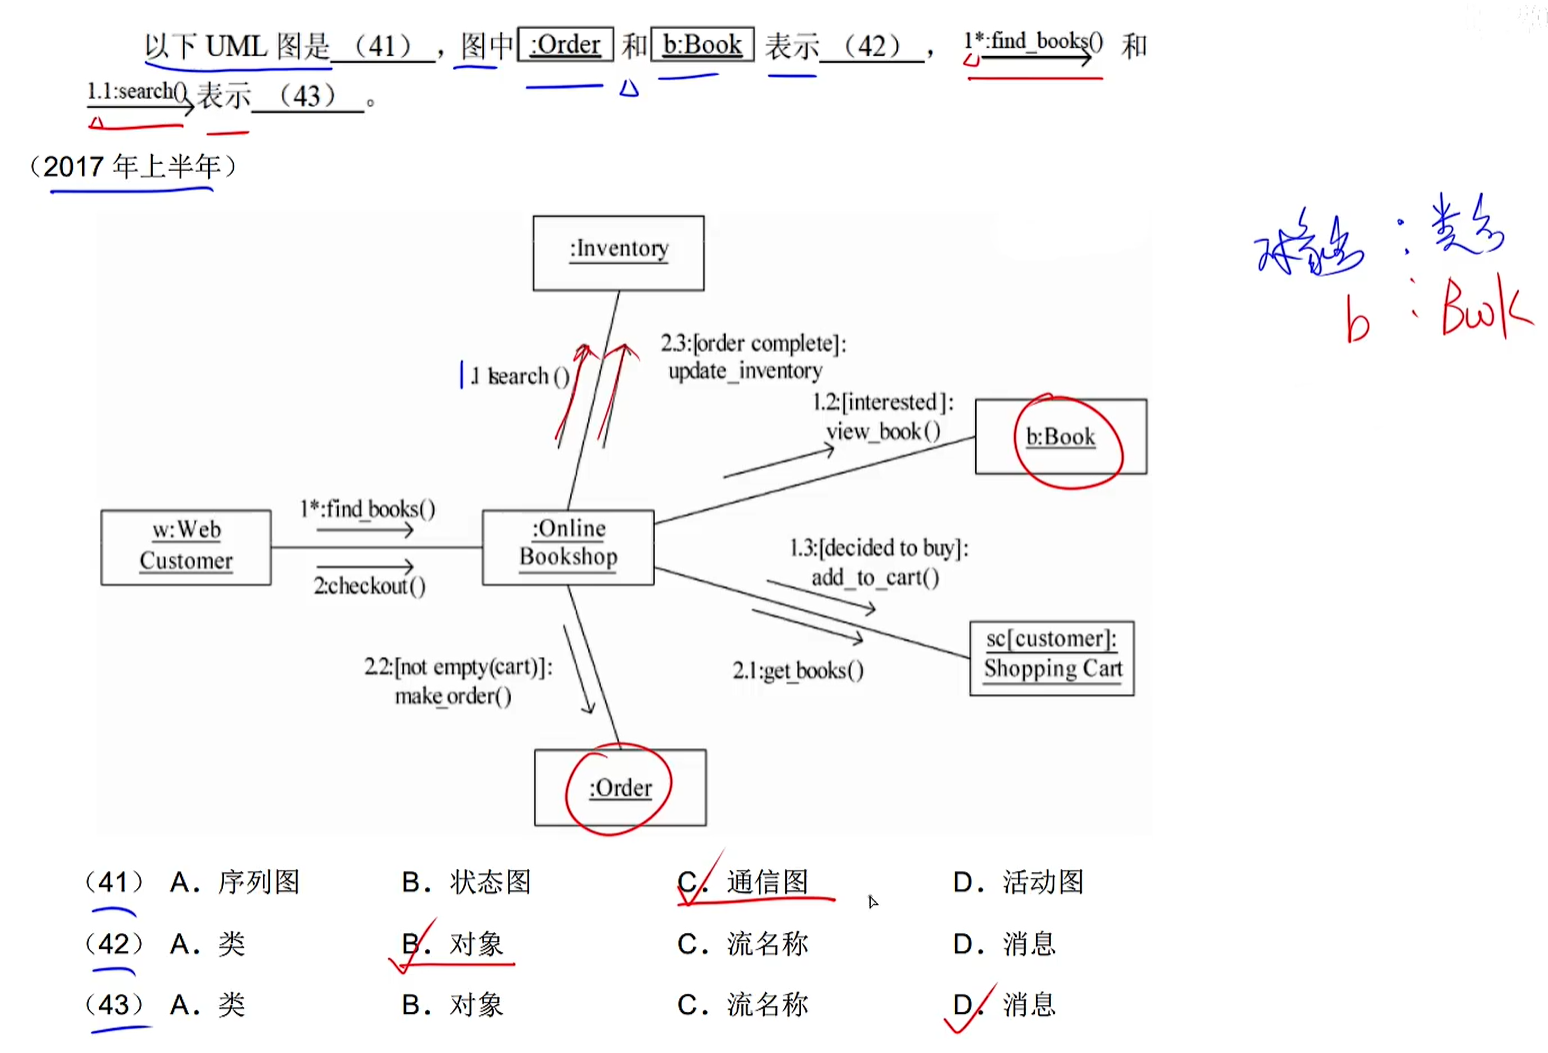 以下 UML 图是 （41） ，图中 :Order 和 b:Book 表示 （42） ， 1*:find_books() 和
1.1:search() 表示 （43） 。
（2017 年上半年）
:Inventory
对象名 : 类名
b : Book
2.3:[order complete]:
update_inventory
1.1 search ()
1.2:[interested]:
view_book()
b:Book
1*:find_books()
w:Web
Customer
:Online
Bookshop
2:checkout()
1.3:[decided to buy]:
add_to_cart()
sc[customer]:
Shopping Cart
2.2:[not empty(cart)]:
make_order()
2.1:get_books()
:Order
（41） A．序列图 B．状态图 C．通信图 D．活动图
（42） A．类 B．对象 C．流名称 D．消息
（43） A．类 B．对象 C．流名称 D．消息